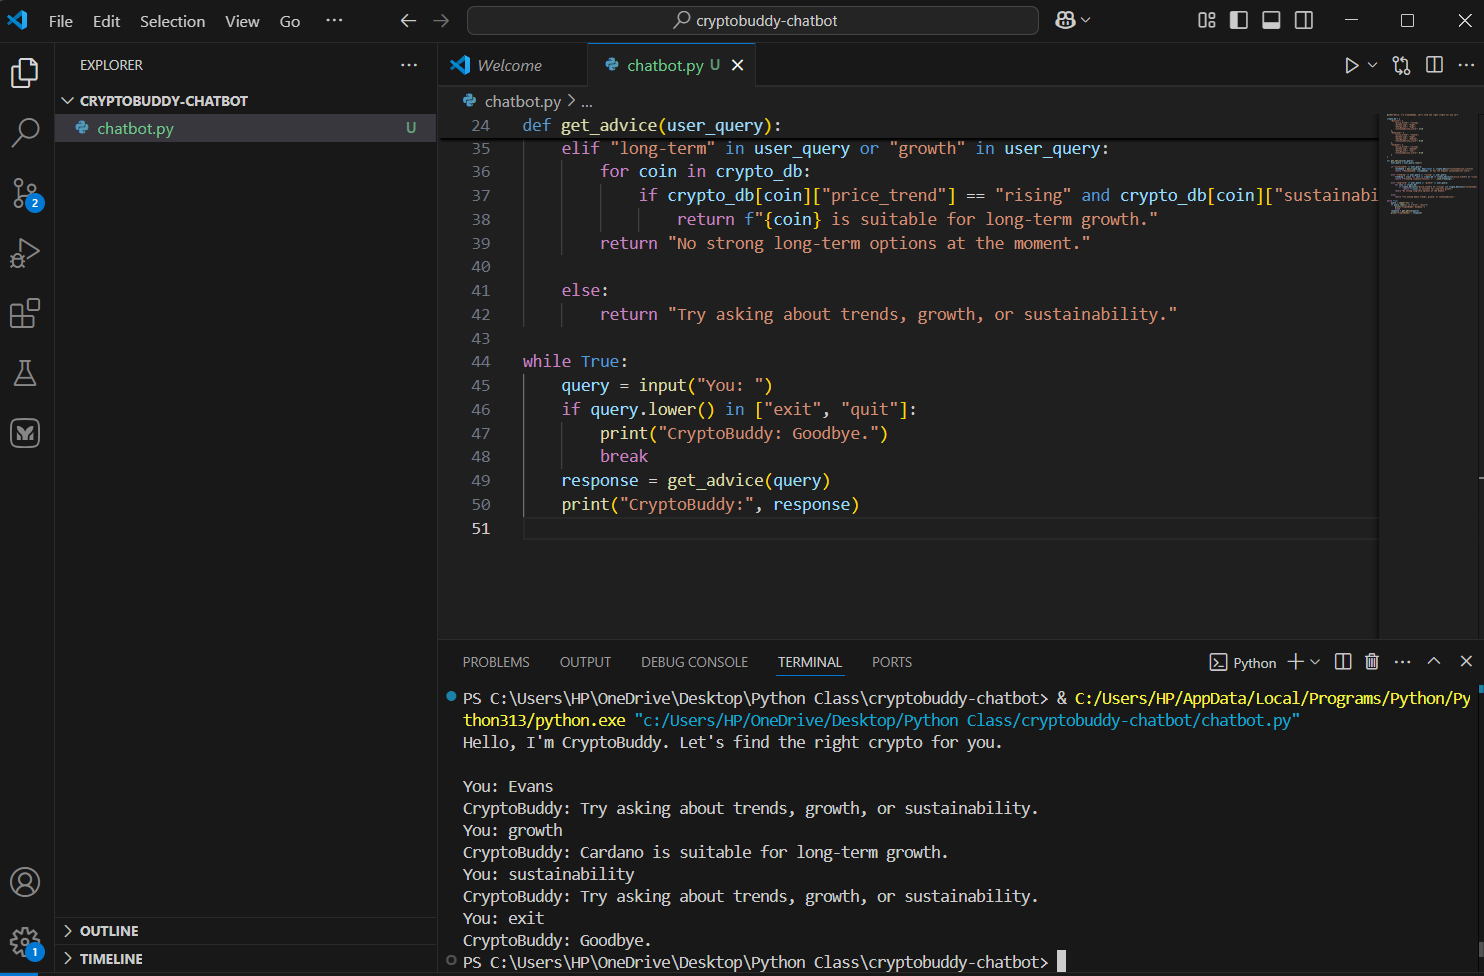 File Edit Selection View Go ··· cryptobuddy-chatbot
EXPLORER ···
CRYPTOBUDDY-CHATBOT
chatbot.py U
2
OUTLINE
TIMELINE
1
Welcome chatbot.py U
chatbot.py > ...
24 def get_advice(user_query):
35 elif "long-term" in user_query or "growth" in user_query:
36 for coin in crypto_db:
37 if crypto_db[coin]["price_trend"] == "rising" and crypto_db[coin]["sustainabi
38 return f"{coin} is suitable for long-term growth."
39 return "No strong long-term options at the moment."
40
41 else:
42 return "Try asking about trends, growth, or sustainability."
43
44 while True:
45 query = input("You: ")
46 if query.lower() in ["exit", "quit"]:
47 print("CryptoBuddy: Goodbye.")
48 break
49 response = get_advice(query)
50 print("CryptoBuddy:", response)
51
PROBLEMS OUTPUT DEBUG CONSOLE TERMINAL PORTS Python
PS C:\Users\HP\OneDrive\Desktop\Python Class\cryptobuddy-chatbot> & C:/Users/HP/AppData/Local/Programs/Python/Py
thon313/python.exe "c:/Users/HP/OneDrive/Desktop/Python Class/cryptobuddy-chatbot/chatbot.py"
Hello, I'm CryptoBuddy. Let's find the right crypto for you.
You: Evans
CryptoBuddy: Try asking about trends, growth, or sustainability.
You: growth
CryptoBuddy: Cardano is suitable for long-term growth.
You: sustainability
CryptoBuddy: Try asking about trends, growth, or sustainability.
You: exit
CryptoBuddy: Goodbye.
PS C:\Users\HP\OneDrive\Desktop\Python Class\cryptobuddy-chatbot>